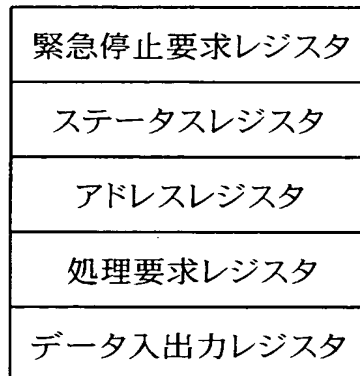 緊急停止要求レジスタ
ステータスレジスタ
アドレスレジスタ
処理要求レジスタ
データ入出力レジスタ